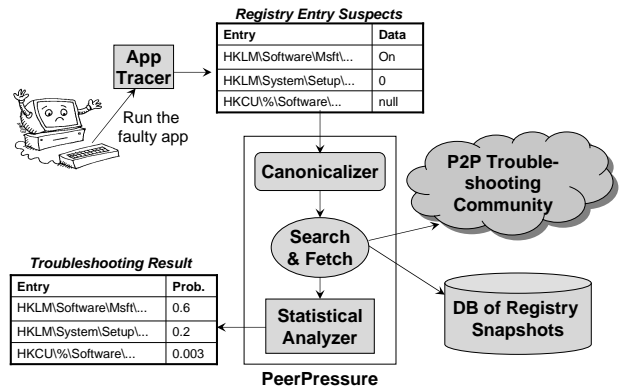 Registry Entry Suspects
Entry Data
HKLM\Software\Msft\... On
HKLM\System\Setup\... 0
HKCU\%\Software\... null
App
Tracer
Run the
faulty app
Canonicalizer
P2P Trouble-
shooting
Community
Search
& Fetch
Troubleshooting Result
Entry Prob.
HKLM\Software\Msft\... 0.6
HKLM\System\Setup\... 0.2
HKCU\%\Software\... 0.003
Statistical
Analyzer
DB of Registry
Snapshots
PeerPressure